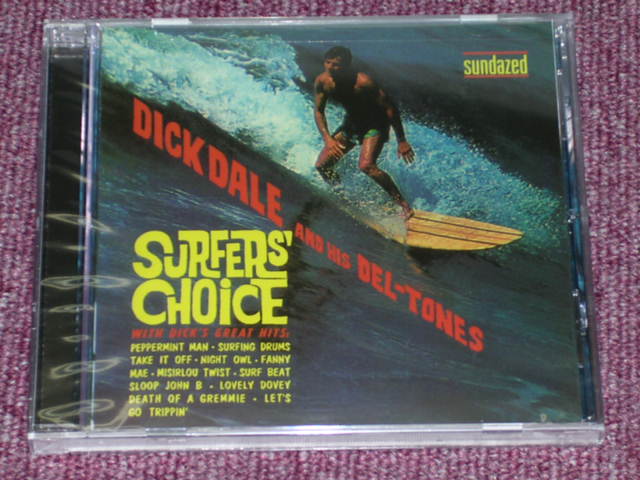 sundazed
DICK DALE AND HIS DEL-TONES
SURFERS'
CHOICE
WITH DICK'S GREAT HITS:
PEPPERMINT MAN • SURFING DRUMS
TAKE IT OFF • NIGHT OWL • FANNY
MAE • MISIRLOU TWIST • SURF BEAT
SLOOP JOHN B • LOVELY DOVEY
DEATH OF A GREMMIE • LET'S
GO TRIPPIN'